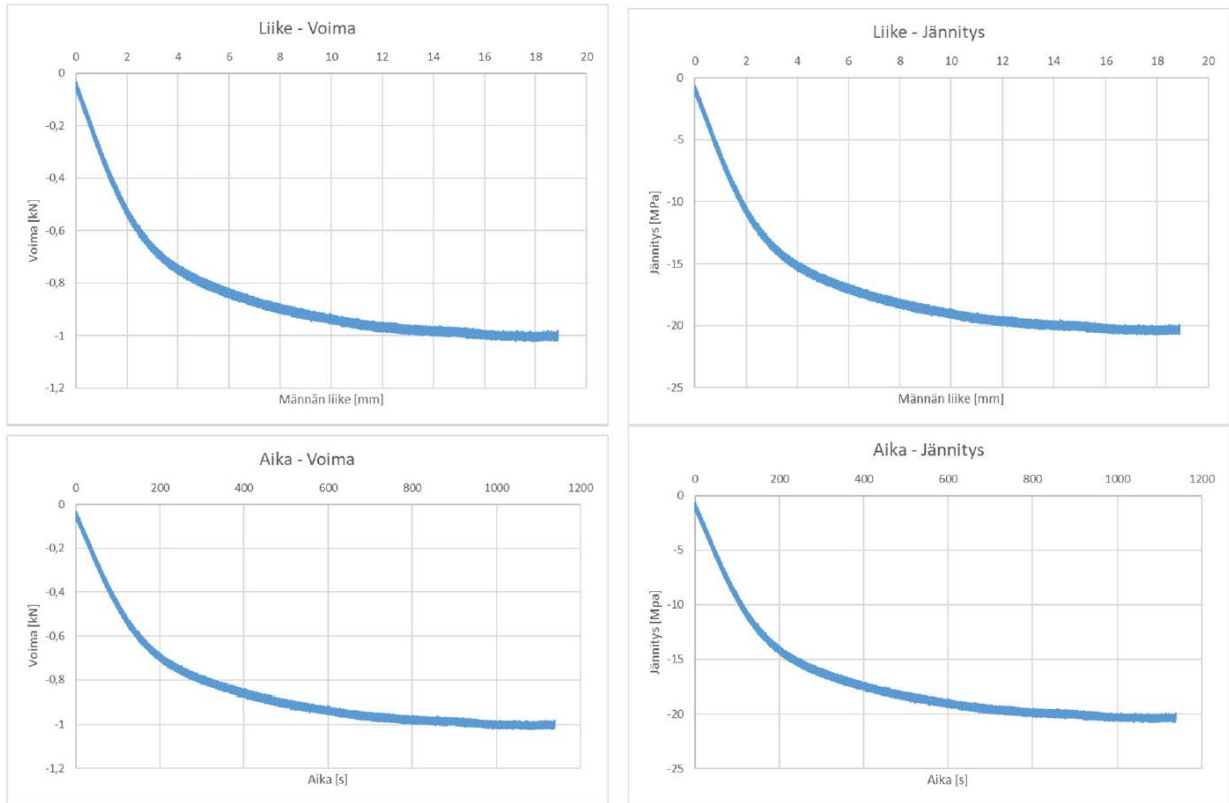 Liike - Voima
0 2 4 6 8 10 12 14 16 18 20
0
-0,2
-0,4
-0,6
-0,8
-1
-1,2
Voima [kN]
Männän liike [mm]
Liike - Jännitys
0 2 4 6 8 10 12 14 16 18 20
0
-5
-10
-15
-20
-25
Jännitys [MPa]
Männän liike [mm]
Aika - Voima
0 200 400 600 800 1000 1200
0
-0,2
-0,4
-0,6
-0,8
-1
-1,2
Voima [kN]
Aika [s]
Aika - Jännitys
0 200 400 600 800 1000 1200
0
-5
-10
-15
-20
-25
Jännitys [Mpa]
Aika [s]